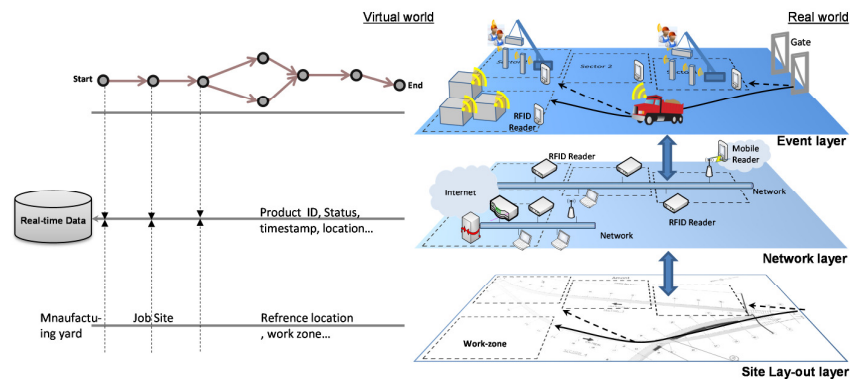 Virtual world
Real world
Start
End
Gate
Sector 2
RFID
Reader
Event layer
RFID Reader
Mobile
Reader
Internet
Network
RFID Reader
Network
Network layer
Real-time Data
Product ID, Status,
timestamp, location...
Mnaufactu-
ing yard
Job Site
Refrence location
, work zone...
Work-zone
Site Lay-out layer